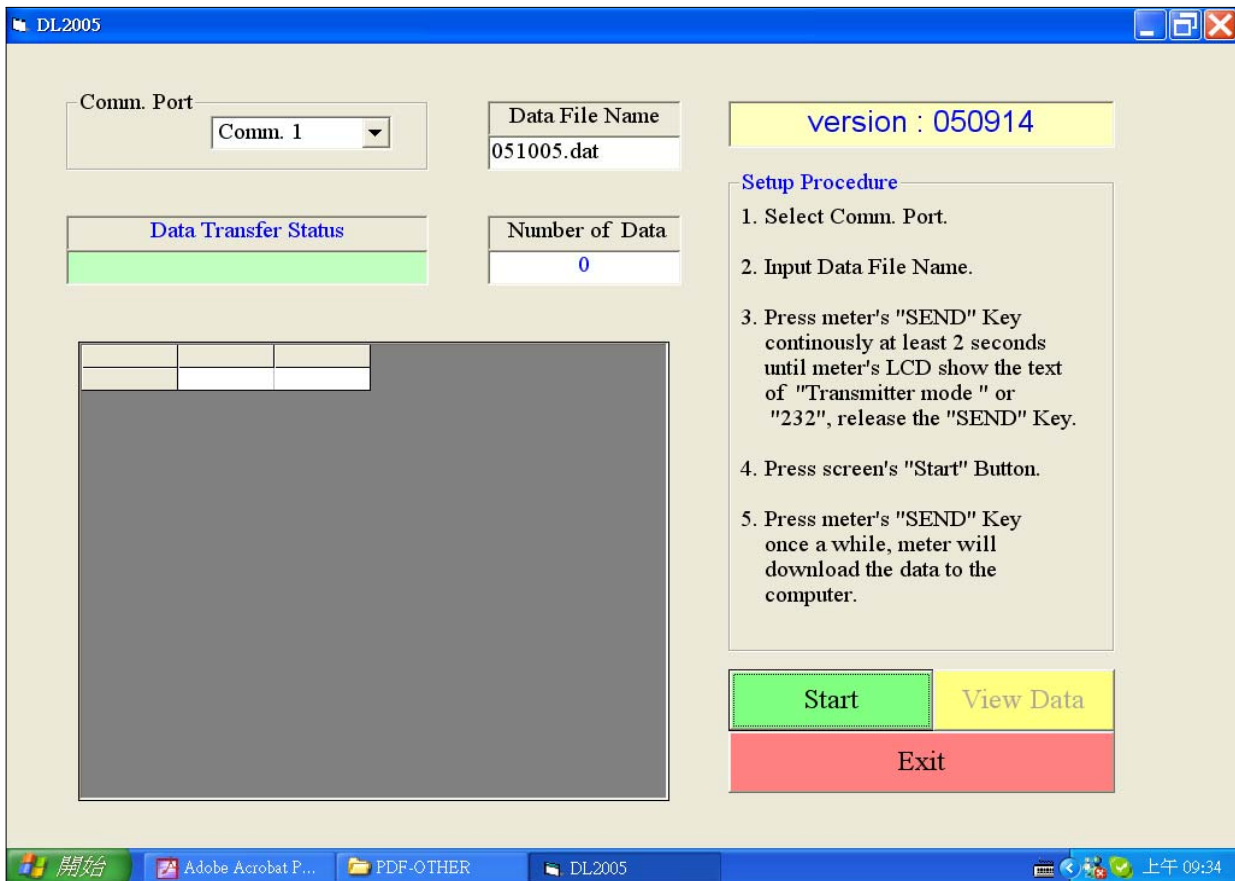 DL2005
Comm. Port
Comm. 1
Data File Name
051005.dat
version : 050914
Data Transfer Status
Number of Data
0
Setup Procedure
1. Select Comm. Port.
2. Input Data File Name.
3. Press meter's "SEND" Key
continously at least 2 seconds
until meter's LCD show the text
of "Transmitter mode " or
"232", release the "SEND" Key.
4. Press screen's "Start" Button.
5. Press meter's "SEND" Key
once a while, meter will
download the data to the
computer.
Start
View Data
Exit
開始
Adobe Acrobat P...
PDF-OTHER
DL2005
上午 09:34